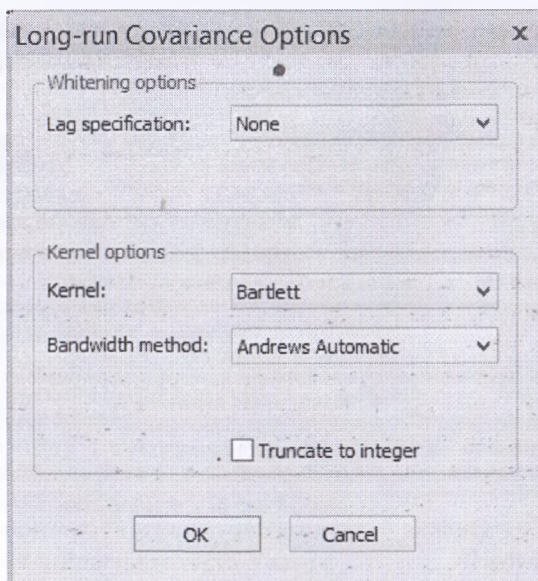 Long-run Covariance Options x
Whitening options
Lag specification: None
Kernel options
Kernel: Bartlett
Bandwidth method: Andrews Automatic
Truncate to integer
OK Cancel